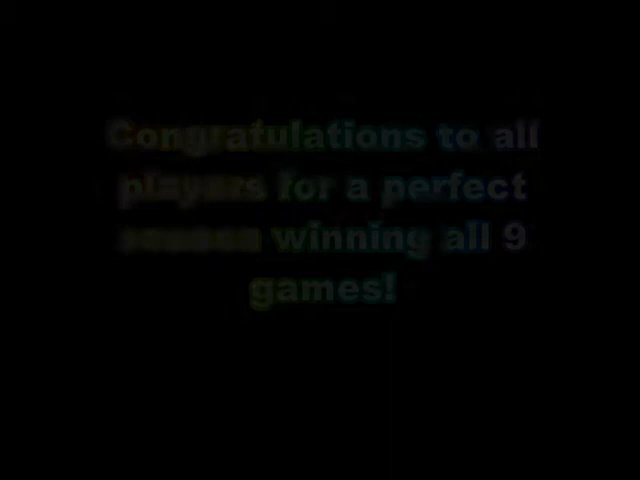 Congratulations to all
players for a perfect
season winning all 9
games!